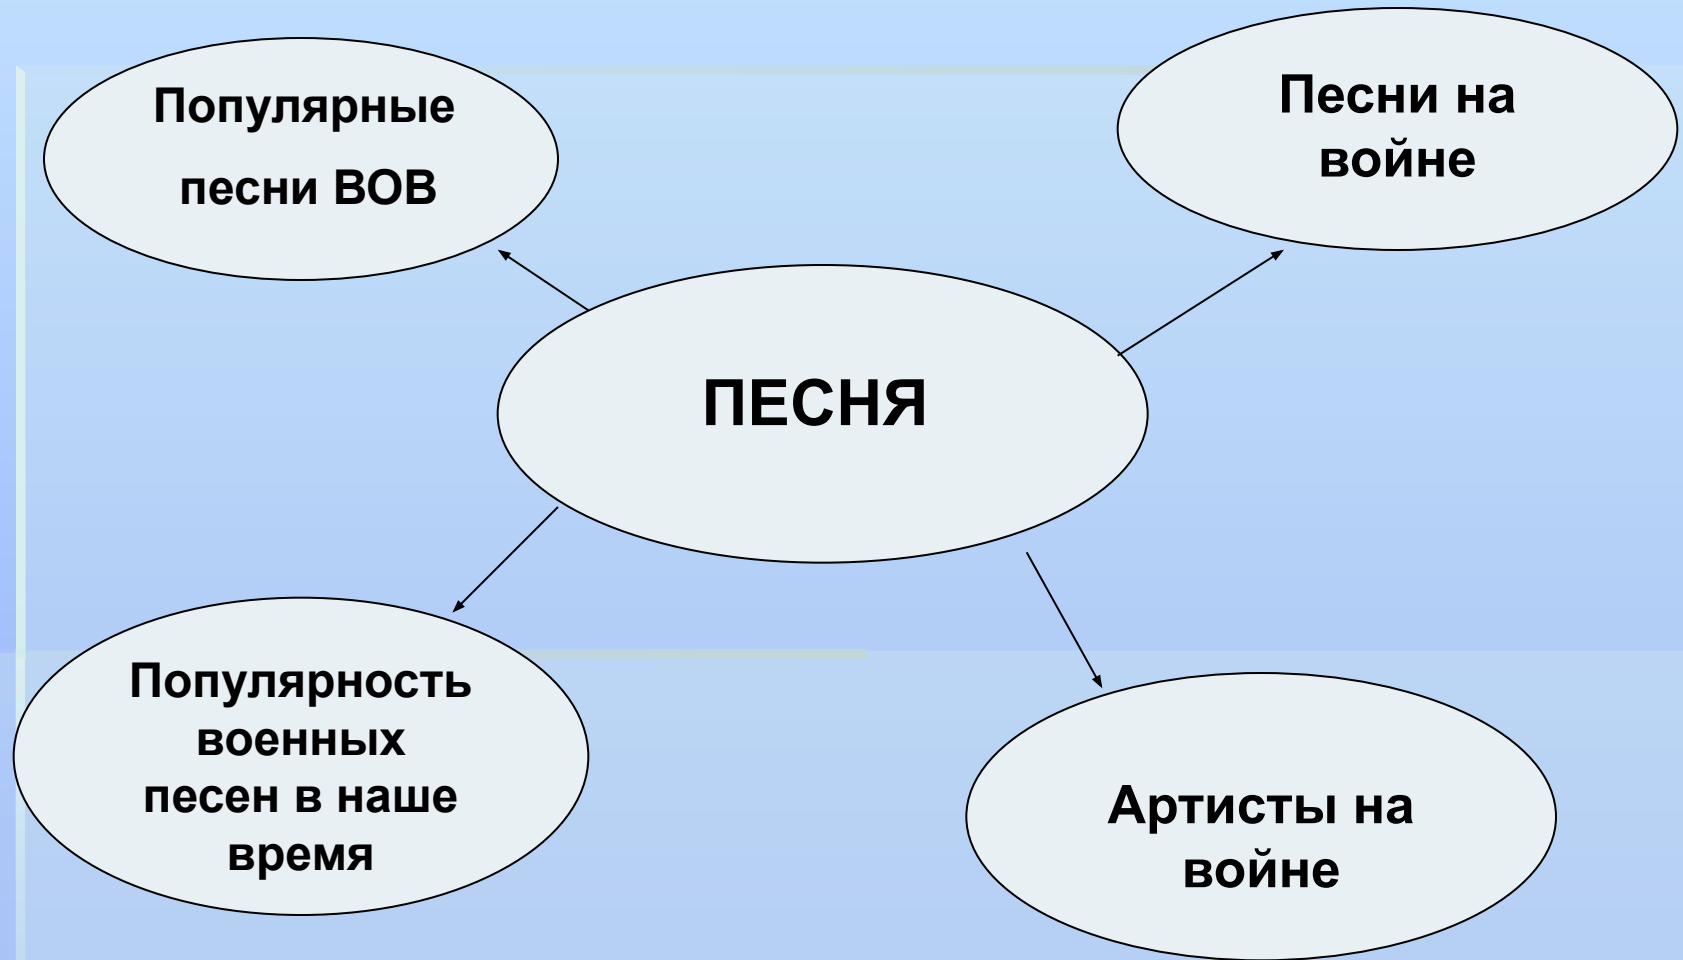 Популярные
песни ВОВ
Песни на
войне
ПЕСНЯ
Популярность
военных
песен в наше
время
Артисты на
войне